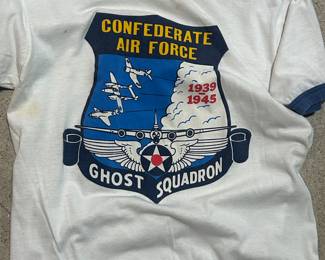 CONFEDERATE
AIR FORCE
1939
1945
GHOST SQUADRON